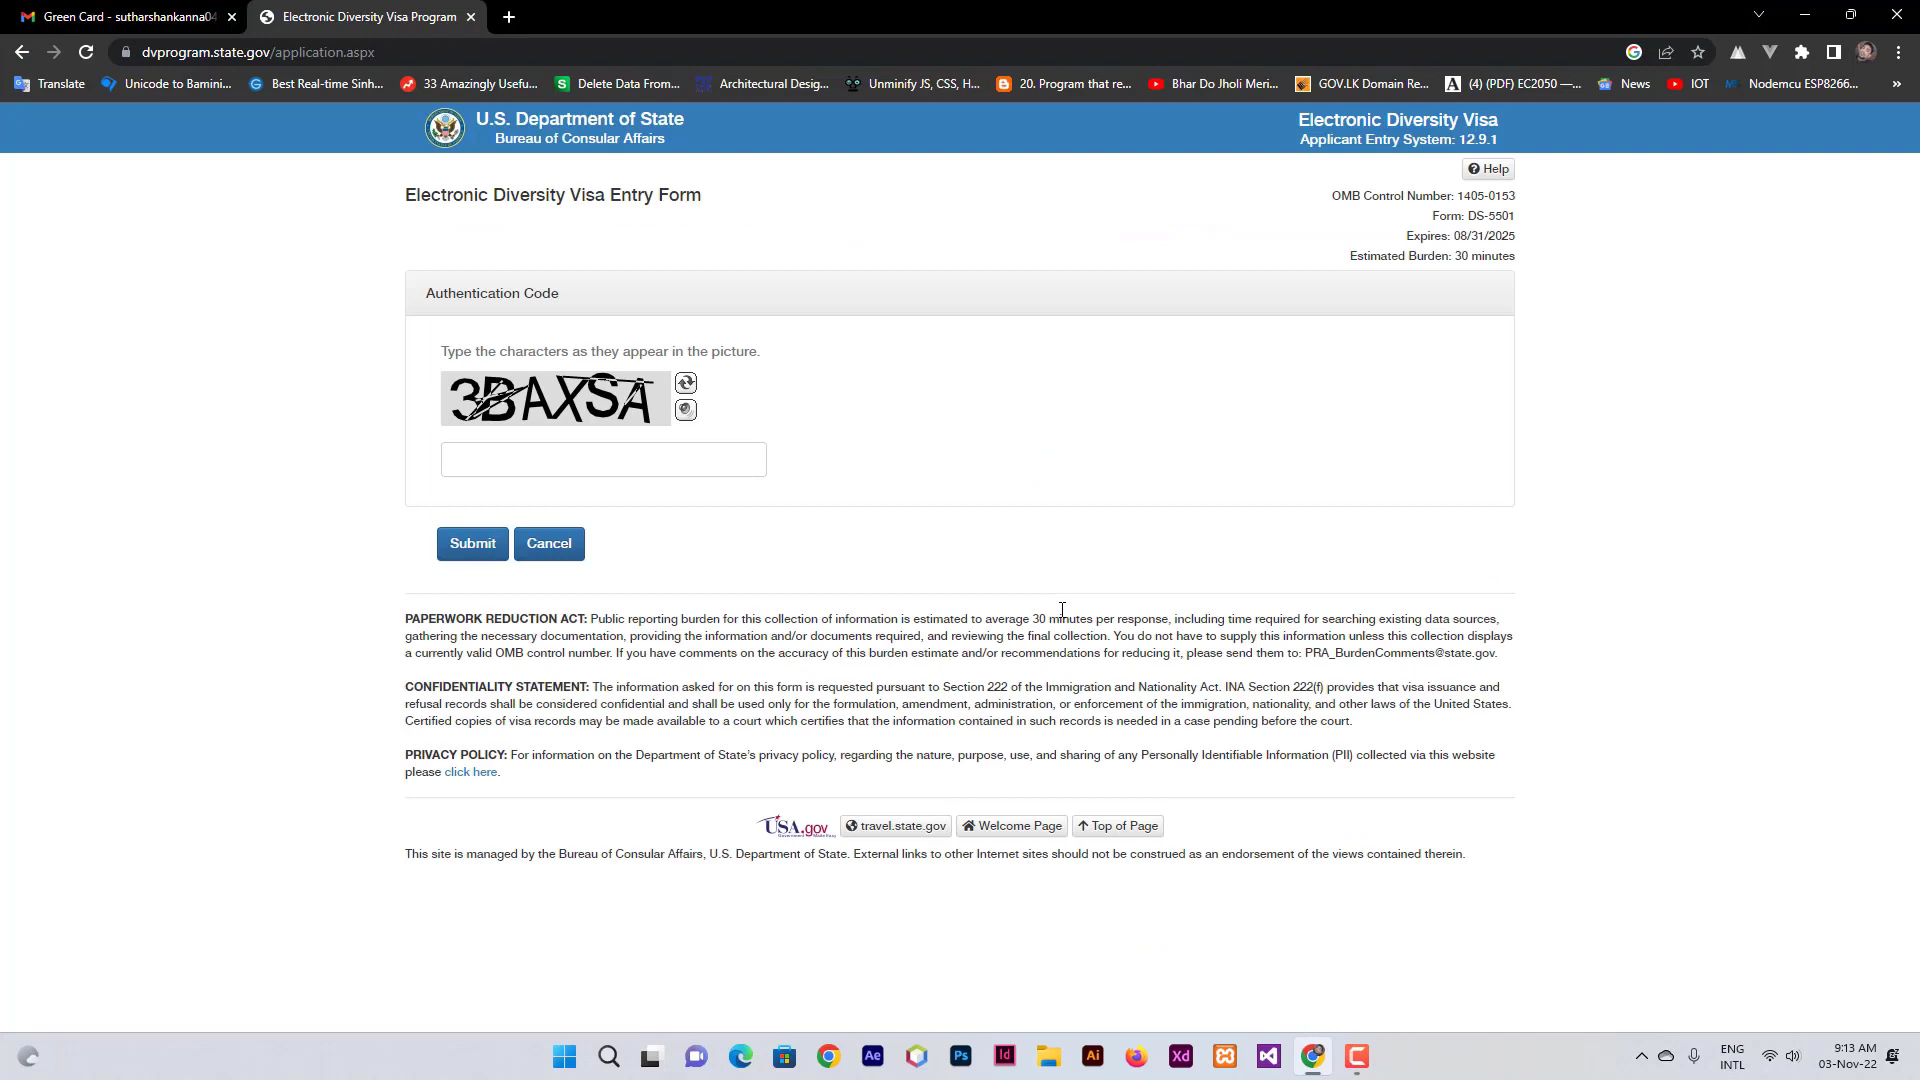 Green Card - sutharshankanna04
Electronic Diversity Visa Program
dvprogram.state.gov/application.aspx
Translate
Unicode to Bamini...
Best Real-time Sinh...
33 Amazingly Usefu...
Delete Data From...
Architectural Desig...
Unminify JS, CSS, H...
20. Program that re...
Bhar Do Jholi Meri...
GOV.LK Domain Re...
(4) (PDF) EC2050 —...
News
IOT
Nodemcu ESP8266...
U.S. Department of State
Bureau of Consular Affairs
Electronic Diversity Visa
Applicant Entry System: 12.9.1
Help
Electronic Diversity Visa Entry Form
OMB Control Number: 1405-0153
Form: DS-5501
Expires: 08/31/2025
Estimated Burden: 30 minutes
Authentication Code
Type the characters as they appear in the picture.
3BAXSA
Submit
Cancel
PAPERWORK REDUCTION ACT: Public reporting burden for this collection of information is estimated to average 30 minutes per response, including time required for searching existing data sources,
gathering the necessary documentation, providing the information and/or documents required, and reviewing the final collection. You do not have to supply this information unless this collection displays
a currently valid OMB control number. If you have comments on the accuracy of this burden estimate and/or recommendations for reducing it, please send them to: PRA_BurdenComments@state.gov.
CONFIDENTIALITY STATEMENT: The information asked for on this form is requested pursuant to Section 222 of the Immigration and Nationality Act. INA Section 222(f) provides that visa issuance and
refusal records shall be considered confidential and shall be used only for the formulation, amendment, administration, or enforcement of the immigration, nationality, and other laws of the United States.
Certified copies of visa records may be made available to a court which certifies that the information contained in such records is needed in a case pending before the court.
PRIVACY POLICY: For information on the Department of State's privacy policy, regarding the nature, purpose, use, and sharing of any Personally Identifiable Information (PII) collected via this website
please click here.
USA.gov
travel.state.gov
Welcome Page
Top of Page
This site is managed by the Bureau of Consular Affairs, U.S. Department of State. External links to other Internet sites should not be construed as an endorsement of the views contained therein.
Ae
Ps
Id
Ai
Xd
ENG
INTL
9:13 AM
03-Nov-22